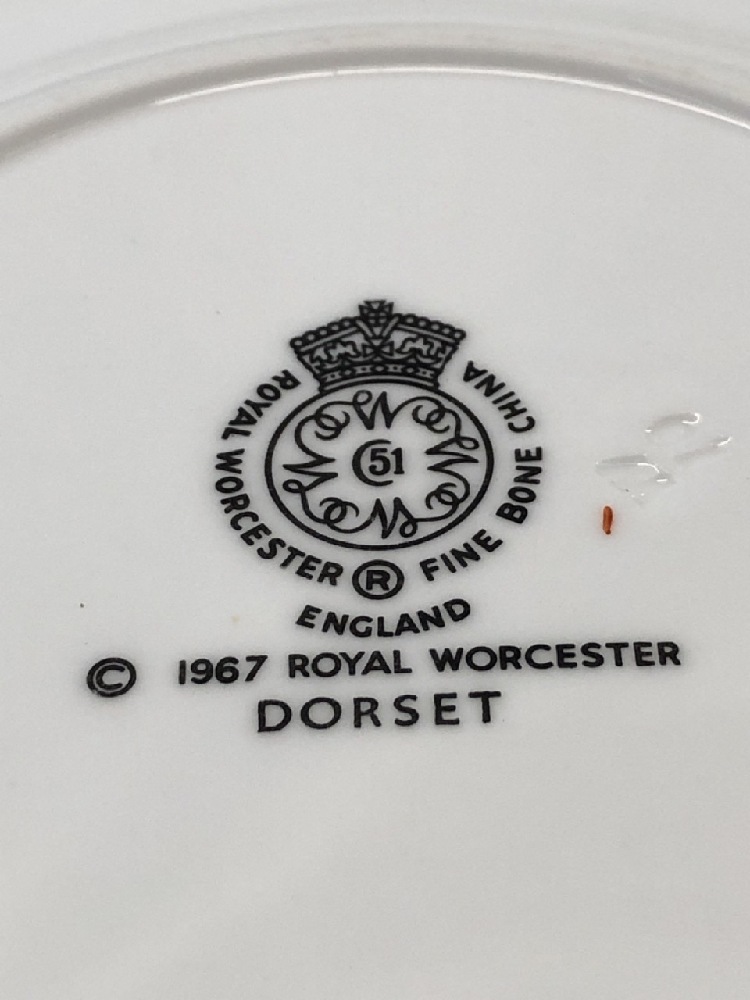 ROYAL WORCESTER ® FINE BONE CHINA
51
ENGLAND
© 1967 ROYAL WORCESTER
DORSET